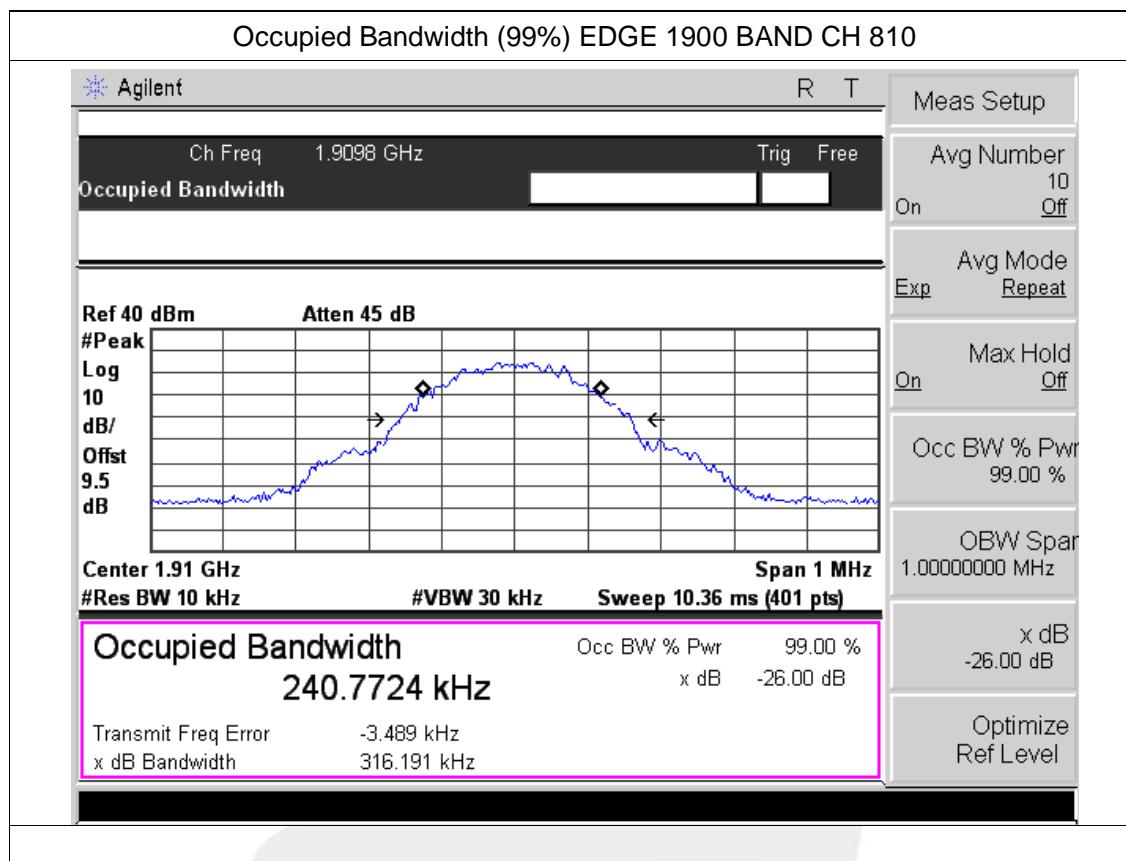 Occupied Bandwidth (99%) EDGE 1900 BAND CH 810
Agilent R T
Ch Freq 1.9098 GHz Trig Free
Occupied Bandwidth
Ref 40 dBm Atten 45 dB
#Peak
Log
10
dB/
Offst
9.5
dB
Center 1.91 GHz Span 1 MHz
#Res BW 10 kHz #VBW 30 kHz Sweep 10.36 ms (401 pts)
Occupied Bandwidth Occ BW % Pwr 99.00 %
240.7724 kHz x dB -26.00 dB
Transmit Freq Error -3.489 kHz
x dB Bandwidth 316.191 kHz
Meas Setup
Avg Number
10
On Off
Avg Mode
Exp Repeat
Max Hold
On Off
Occ BW % Pwr
99.00 %
OBW Spar
1.00000000 MHz
x dB
-26.00 dB
Optimize
Ref Level